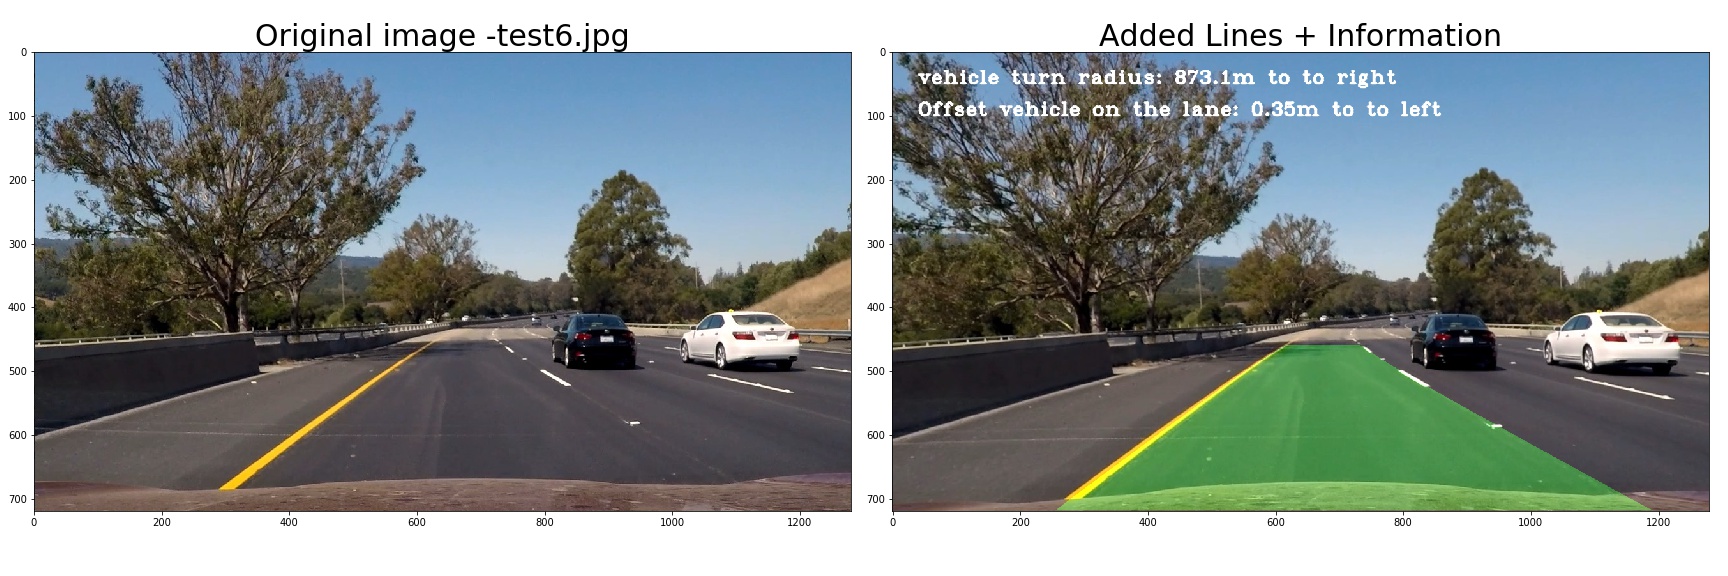 Original image -test6.jpg
Added Lines + Information
vehicle turn radius: 873.1m to to right
Offset vehicle on the lane: 0.35m to to left
0
100
200
300
400
500
600
700
0 200 400 600 800 1000 1200
0
100
200
300
400
500
600
700
0 200 400 600 800 1000 1200